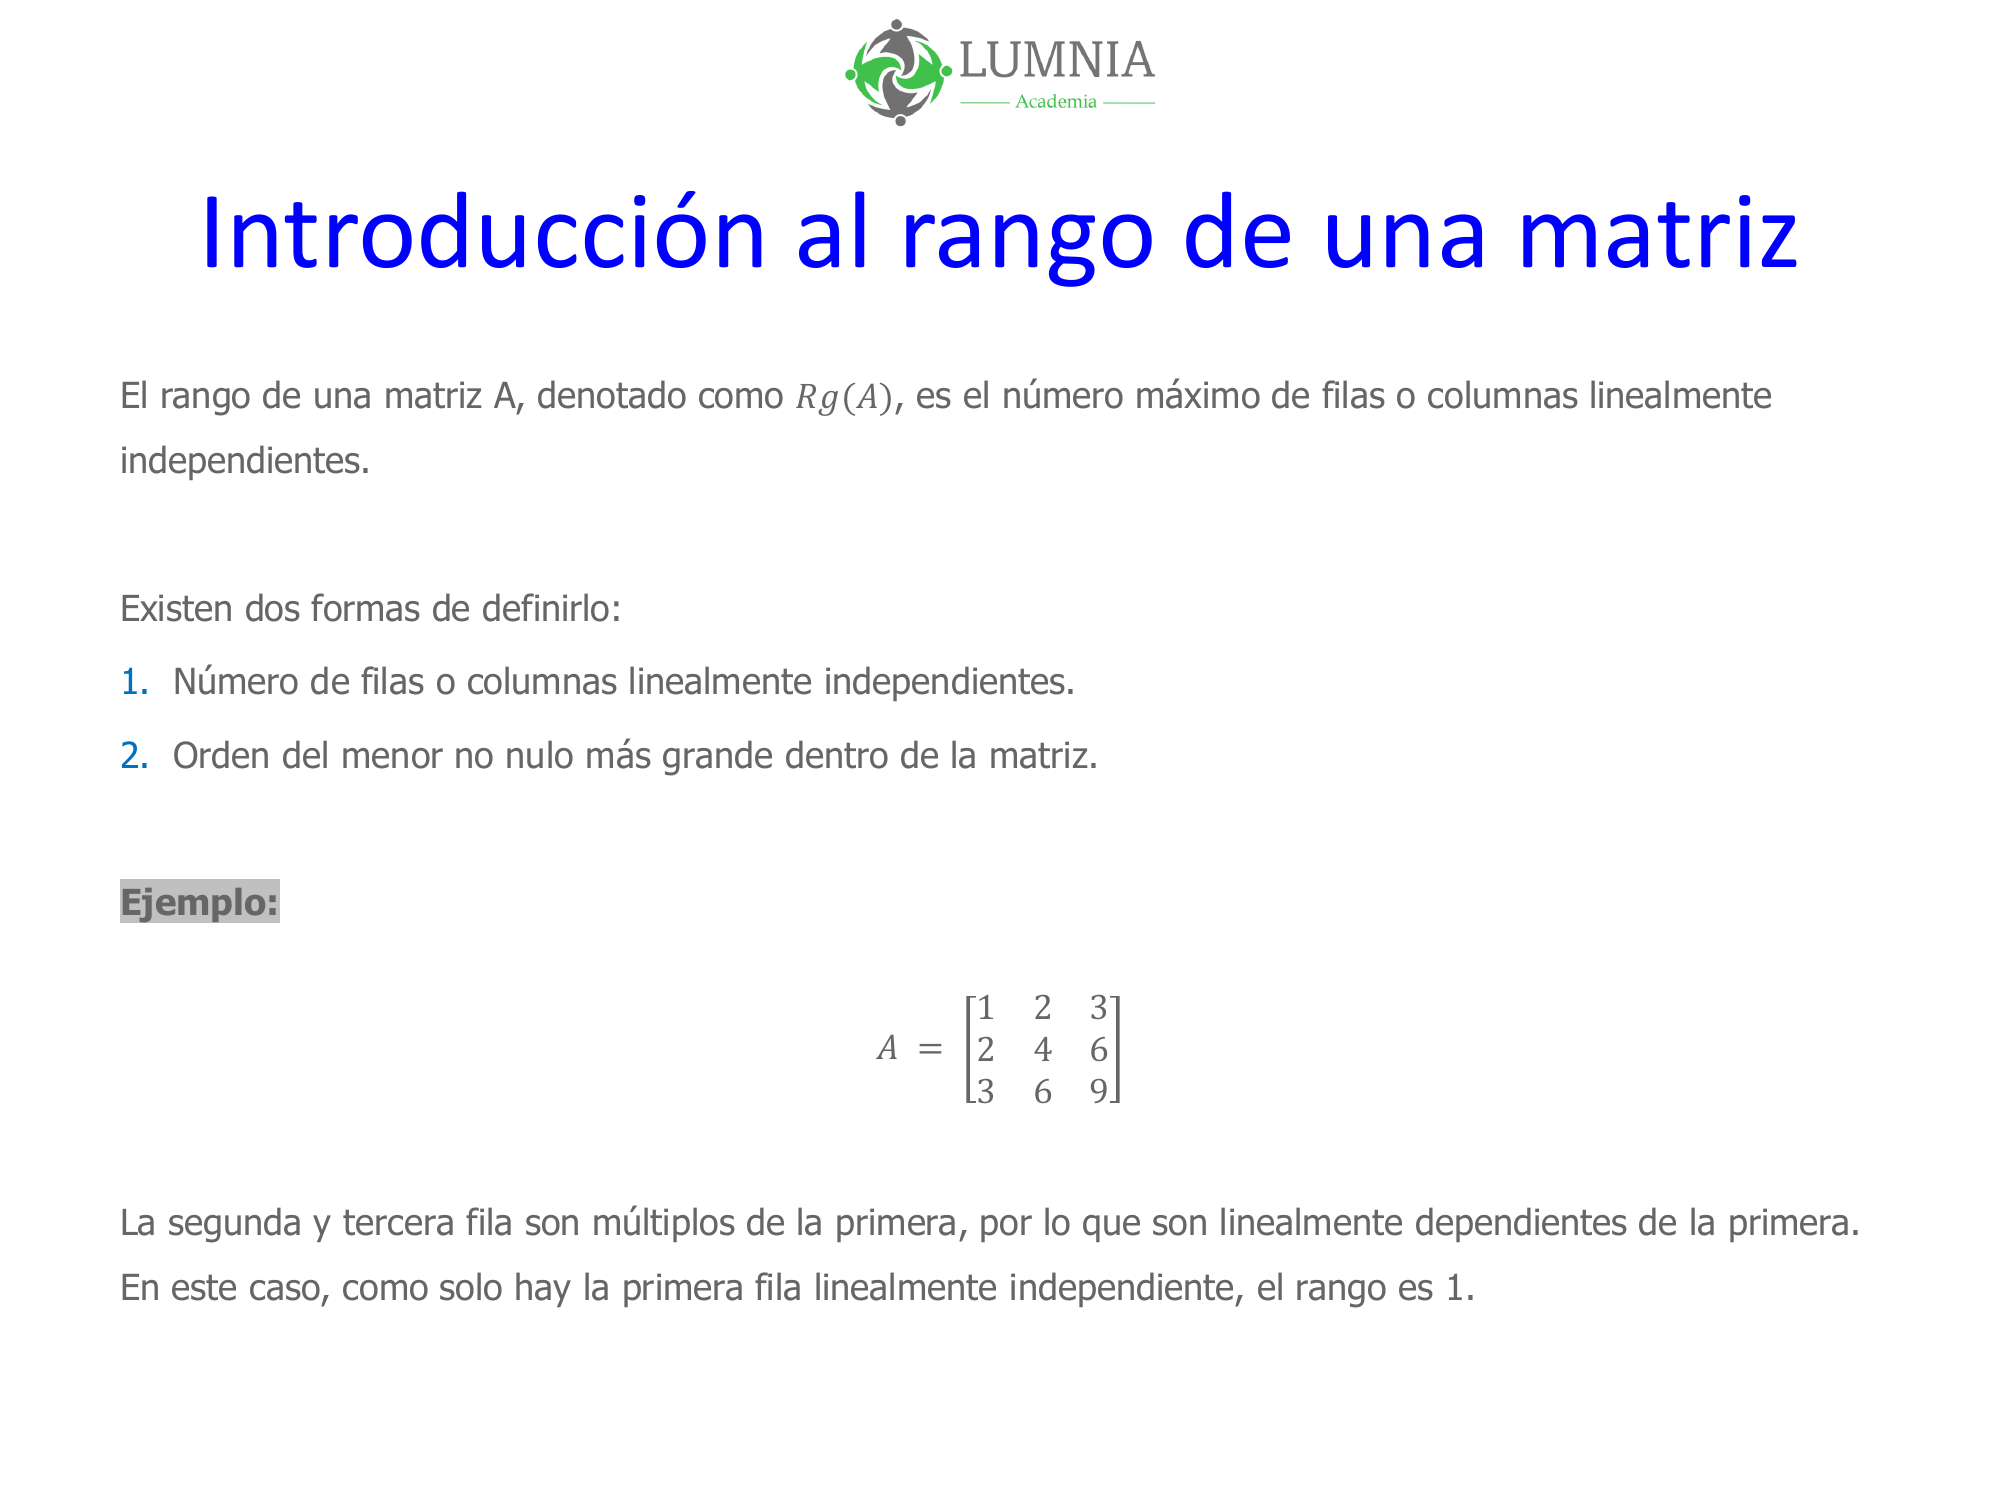 LUMNIA
Academia
Introducción al rango de una matriz
El rango de una matriz A, denotado como Rg(A), es el número máximo de filas o columnas linealmente
independientes.
Existen dos formas de definirlo:
1. Número de filas o columnas linealmente independientes.
2. Orden del menor no nulo más grande dentro de la matriz.
Ejemplo:
A = [1 2 3
2 4 6
3 6 9]
La segunda y tercera fila son múltiplos de la primera, por lo que son linealmente dependientes de la primera.
En este caso, como solo hay la primera fila linealmente independiente, el rango es 1.